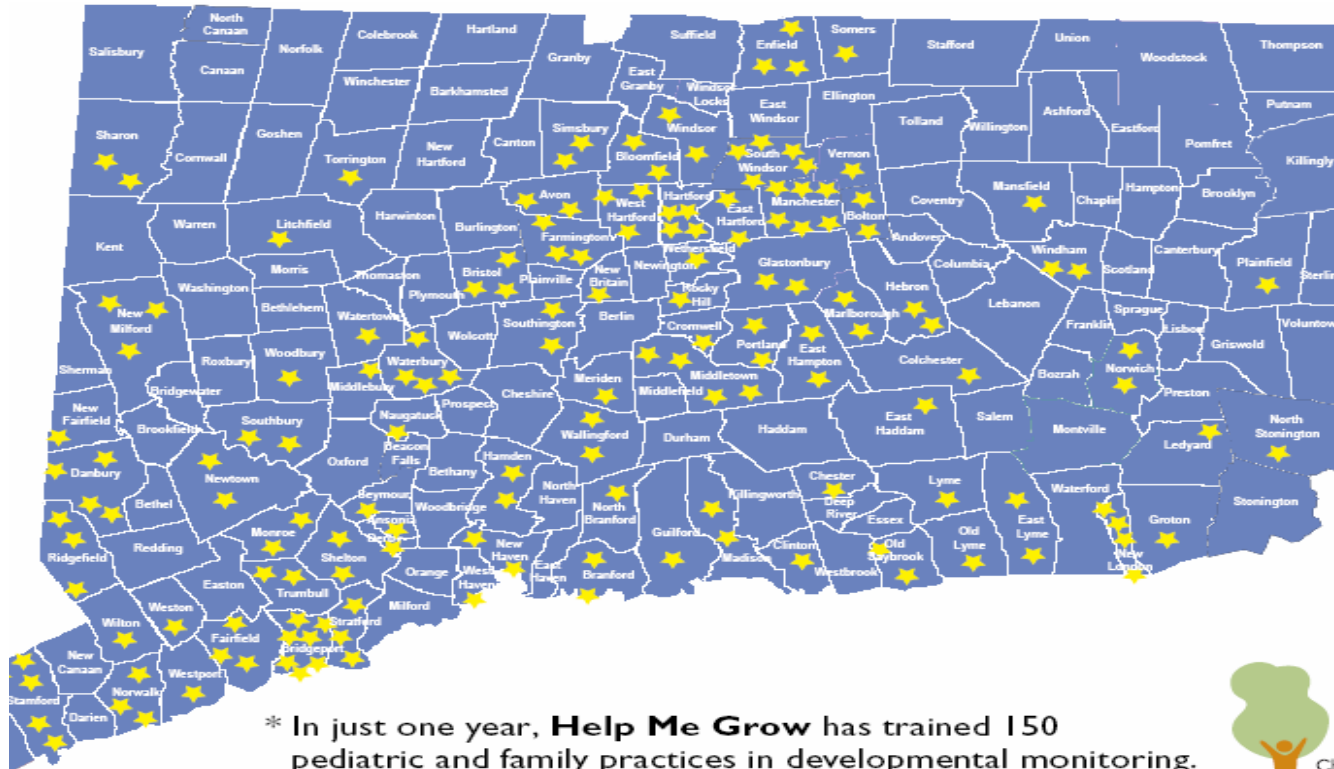 Salisbury
North
Canaan
Norfolk
Colebrook
Hartland
Granby
Suffield
Enfield
Somers
Stafford
Union
Woodstock
Thompson
Canaan
Winchester
Barkhamsted
East
Granby
Windsor
Locks
East
Windsor
Ellington
Tolland
Willington
Ashford
Eastford
Pomfret
Putnam
Killingly
Sharon
Cornwall
Goshen
Torrington
New
Hartford
Canton
Simsbury
Bloomfield
Windsor
South
Windsor
Vernon
Mansfield
Chaplin
Hampton
Brooklyn
Kent
Warren
Litchfield
Harwinton
Burlington
Avon
Farmington
West
Hartford
Hartford
East
Hartford
Manchester
Bolton
Coventry
Andover
Columbia
Windham
Scotland
Canterbury
Plainfield
Sterlin
Washington
Morris
Bethlehem
Thomaston
Plymouth
Bristol
Plainville
New
Britain
Newington
Wethersfield
Rocky
Hill
Glastonbury
Marlborough
Hebron
Lebanon
Franklin
Sprague
Lisbon
Griswold
Voluntow
New
Milford
Sherman
Roxbury
Woodbury
Watertown
Waterbury
Middlebury
Wolcott
Southington
Berlin
Cromwell
Portland
East
Hampton
Colchester
Bozrah
Norwich
Preston
Bridgewater
New
Fairfield
Brookfield
Southbury
Naugatuck
Prospect
Cheshire
Meriden
Middlefield
Middletown
Haddam
East
Haddam
Salem
Montville
Ledyard
North
Stonington
Danbury
Bethel
Newtown
Oxford
Beacon
Falls
Bethany
Hamden
Wallingford
Durham
Killingworth
Chester
Deep
River
Lyme
Waterford
Stonington
Ridgefield
Redding
Monroe
Seymour
Ansonia
Derby
Woodbridge
North
Haven
North
Branford
Guilford
Madison
Clinton
Westbrook
Essex
Old
Saybrook
Old
Lyme
East
Lyme
New
London
Groton
Easton
Shelton
Orange
New
Haven
West
Haven
East
Haven
Branford
Wilton
Weston
Trumbull
Stratford
Milford
New
Canaan
Fairfield
Bridgeport
Stamford
Darien
Norwalk
Westport
* In just one year, Help Me Grow has trained 150
pediatric and family practices in developmental monitoring.